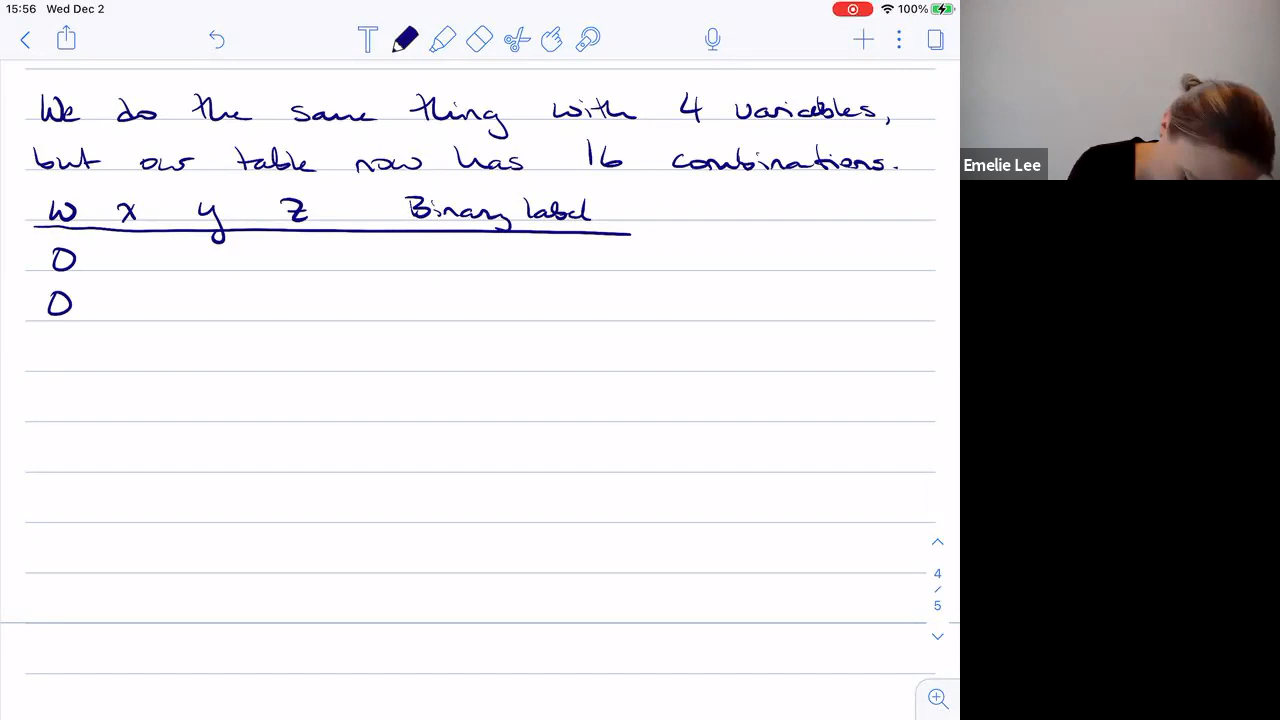 15:56 Wed Dec 2
100%
T
We do the same thing with 4 variables,
but our table now has 16 combinations.
Emelie Lee
w x y z Binary label
0
0
4
/
5